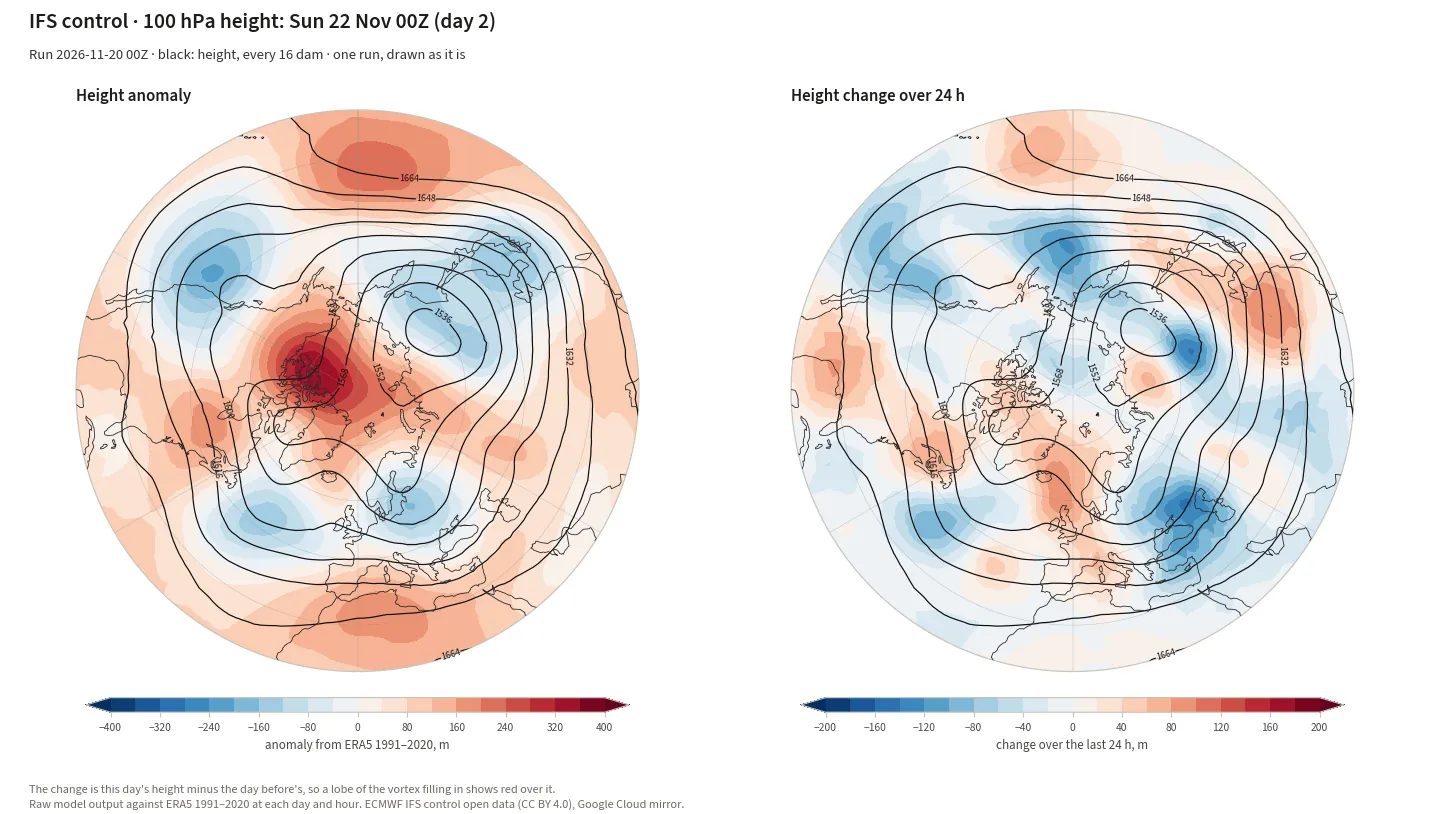 IFS control · 100 hPa height: Sun 22 Nov 00Z (day 2)
Run 2026-11-20 00Z · black: height, every 16 dam · one run, drawn as it is
Height anomaly
Height change over 24 h
1664
1648
1536
1632
1552
1568
1616
1664
1664
1648
1536
1632
1552
1568
1616
1664
−400 −320 −240 −160 −80 0 80 160 240 320 400
anomaly from ERA5 1991–2020, m
−200 −160 −120 −80 −40 0 40 80 120 160 200
change over the last 24 h, m
The change is this day's height minus the day before's, so a lobe of the vortex filling in shows red over it.
Raw model output against ERA5 1991–2020 at each day and hour. ECMWF IFS control open data (CC BY 4.0), Google Cloud mirror.